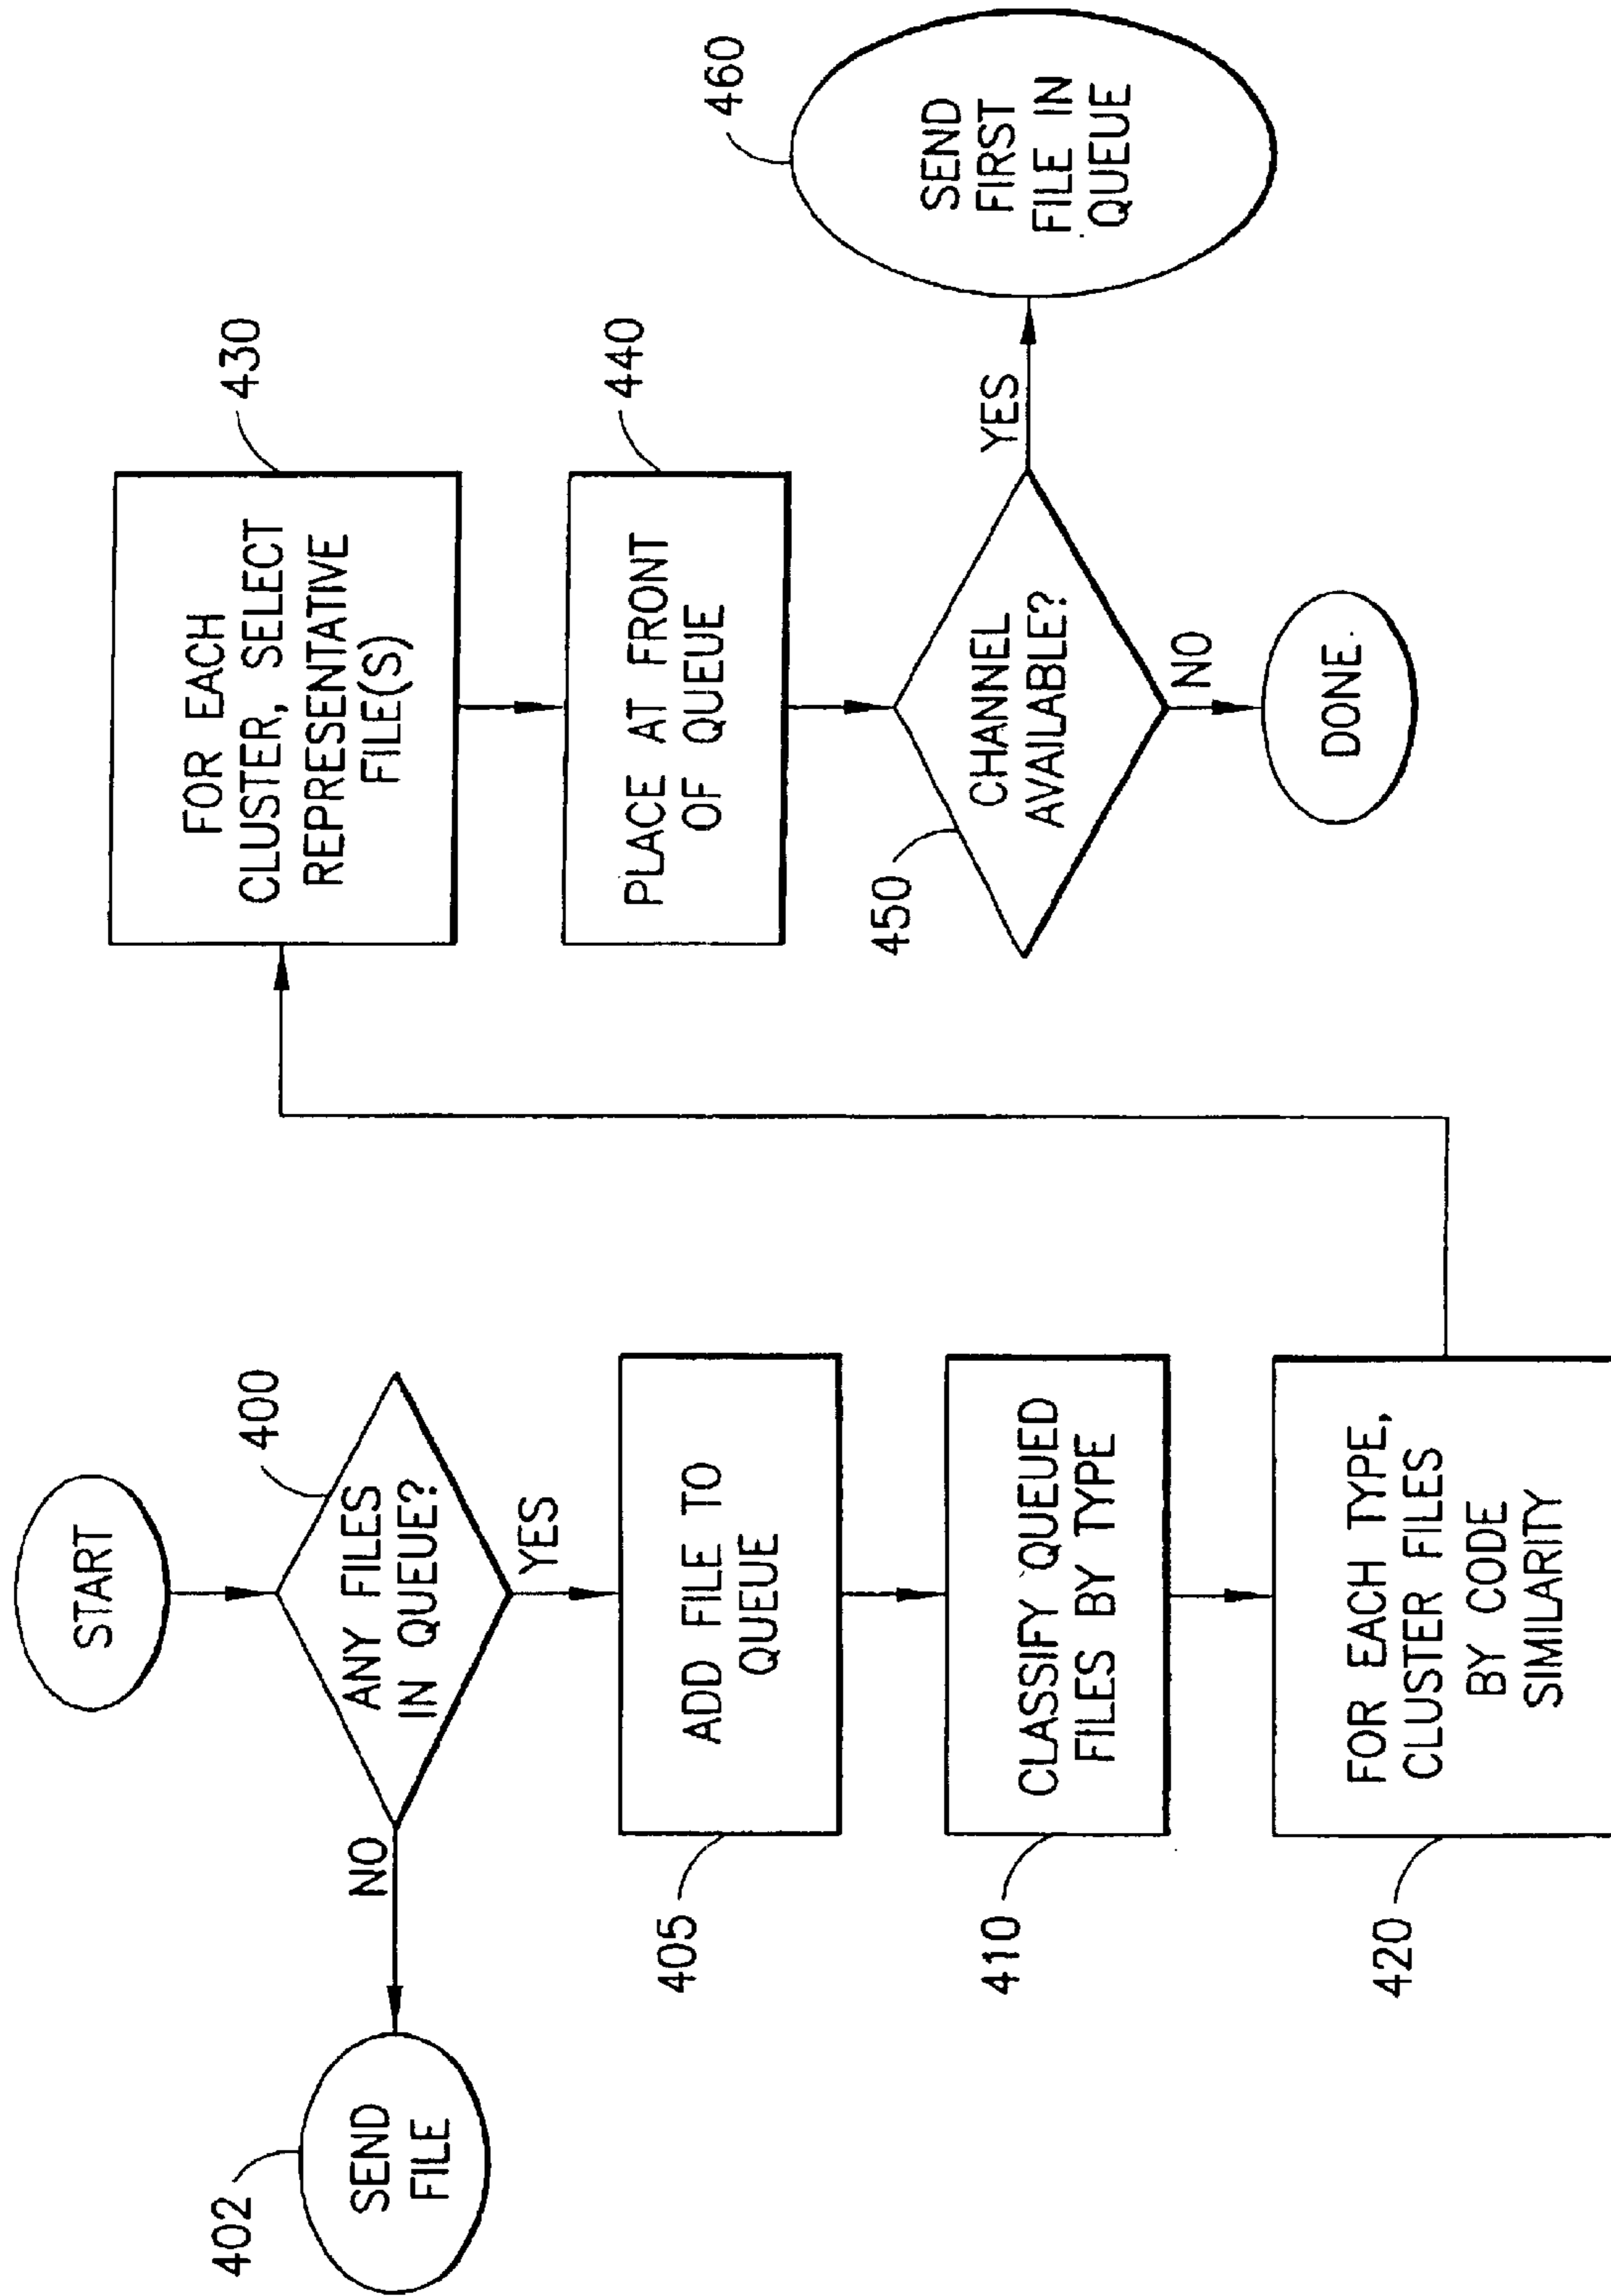 START
400
ANY FILES
IN QUEUE?
NO
YES
402
SEND
FILE
405
ADD FILE TO
QUEUE
410
CLASSIFY QUEUED
FILES BY TYPE
420
FOR EACH TYPE,
CLUSTER FILES
BY CODE
SIMILARITY
430
FOR EACH
CLUSTER, SELECT
REPRESENTATIVE
FILE(S)
440
PLACE AT FRONT
OF QUEUE
450
CHANNEL
AVAILABLE?
YES
NO
460
SEND
FIRST
FILE IN
QUEUE
DONE